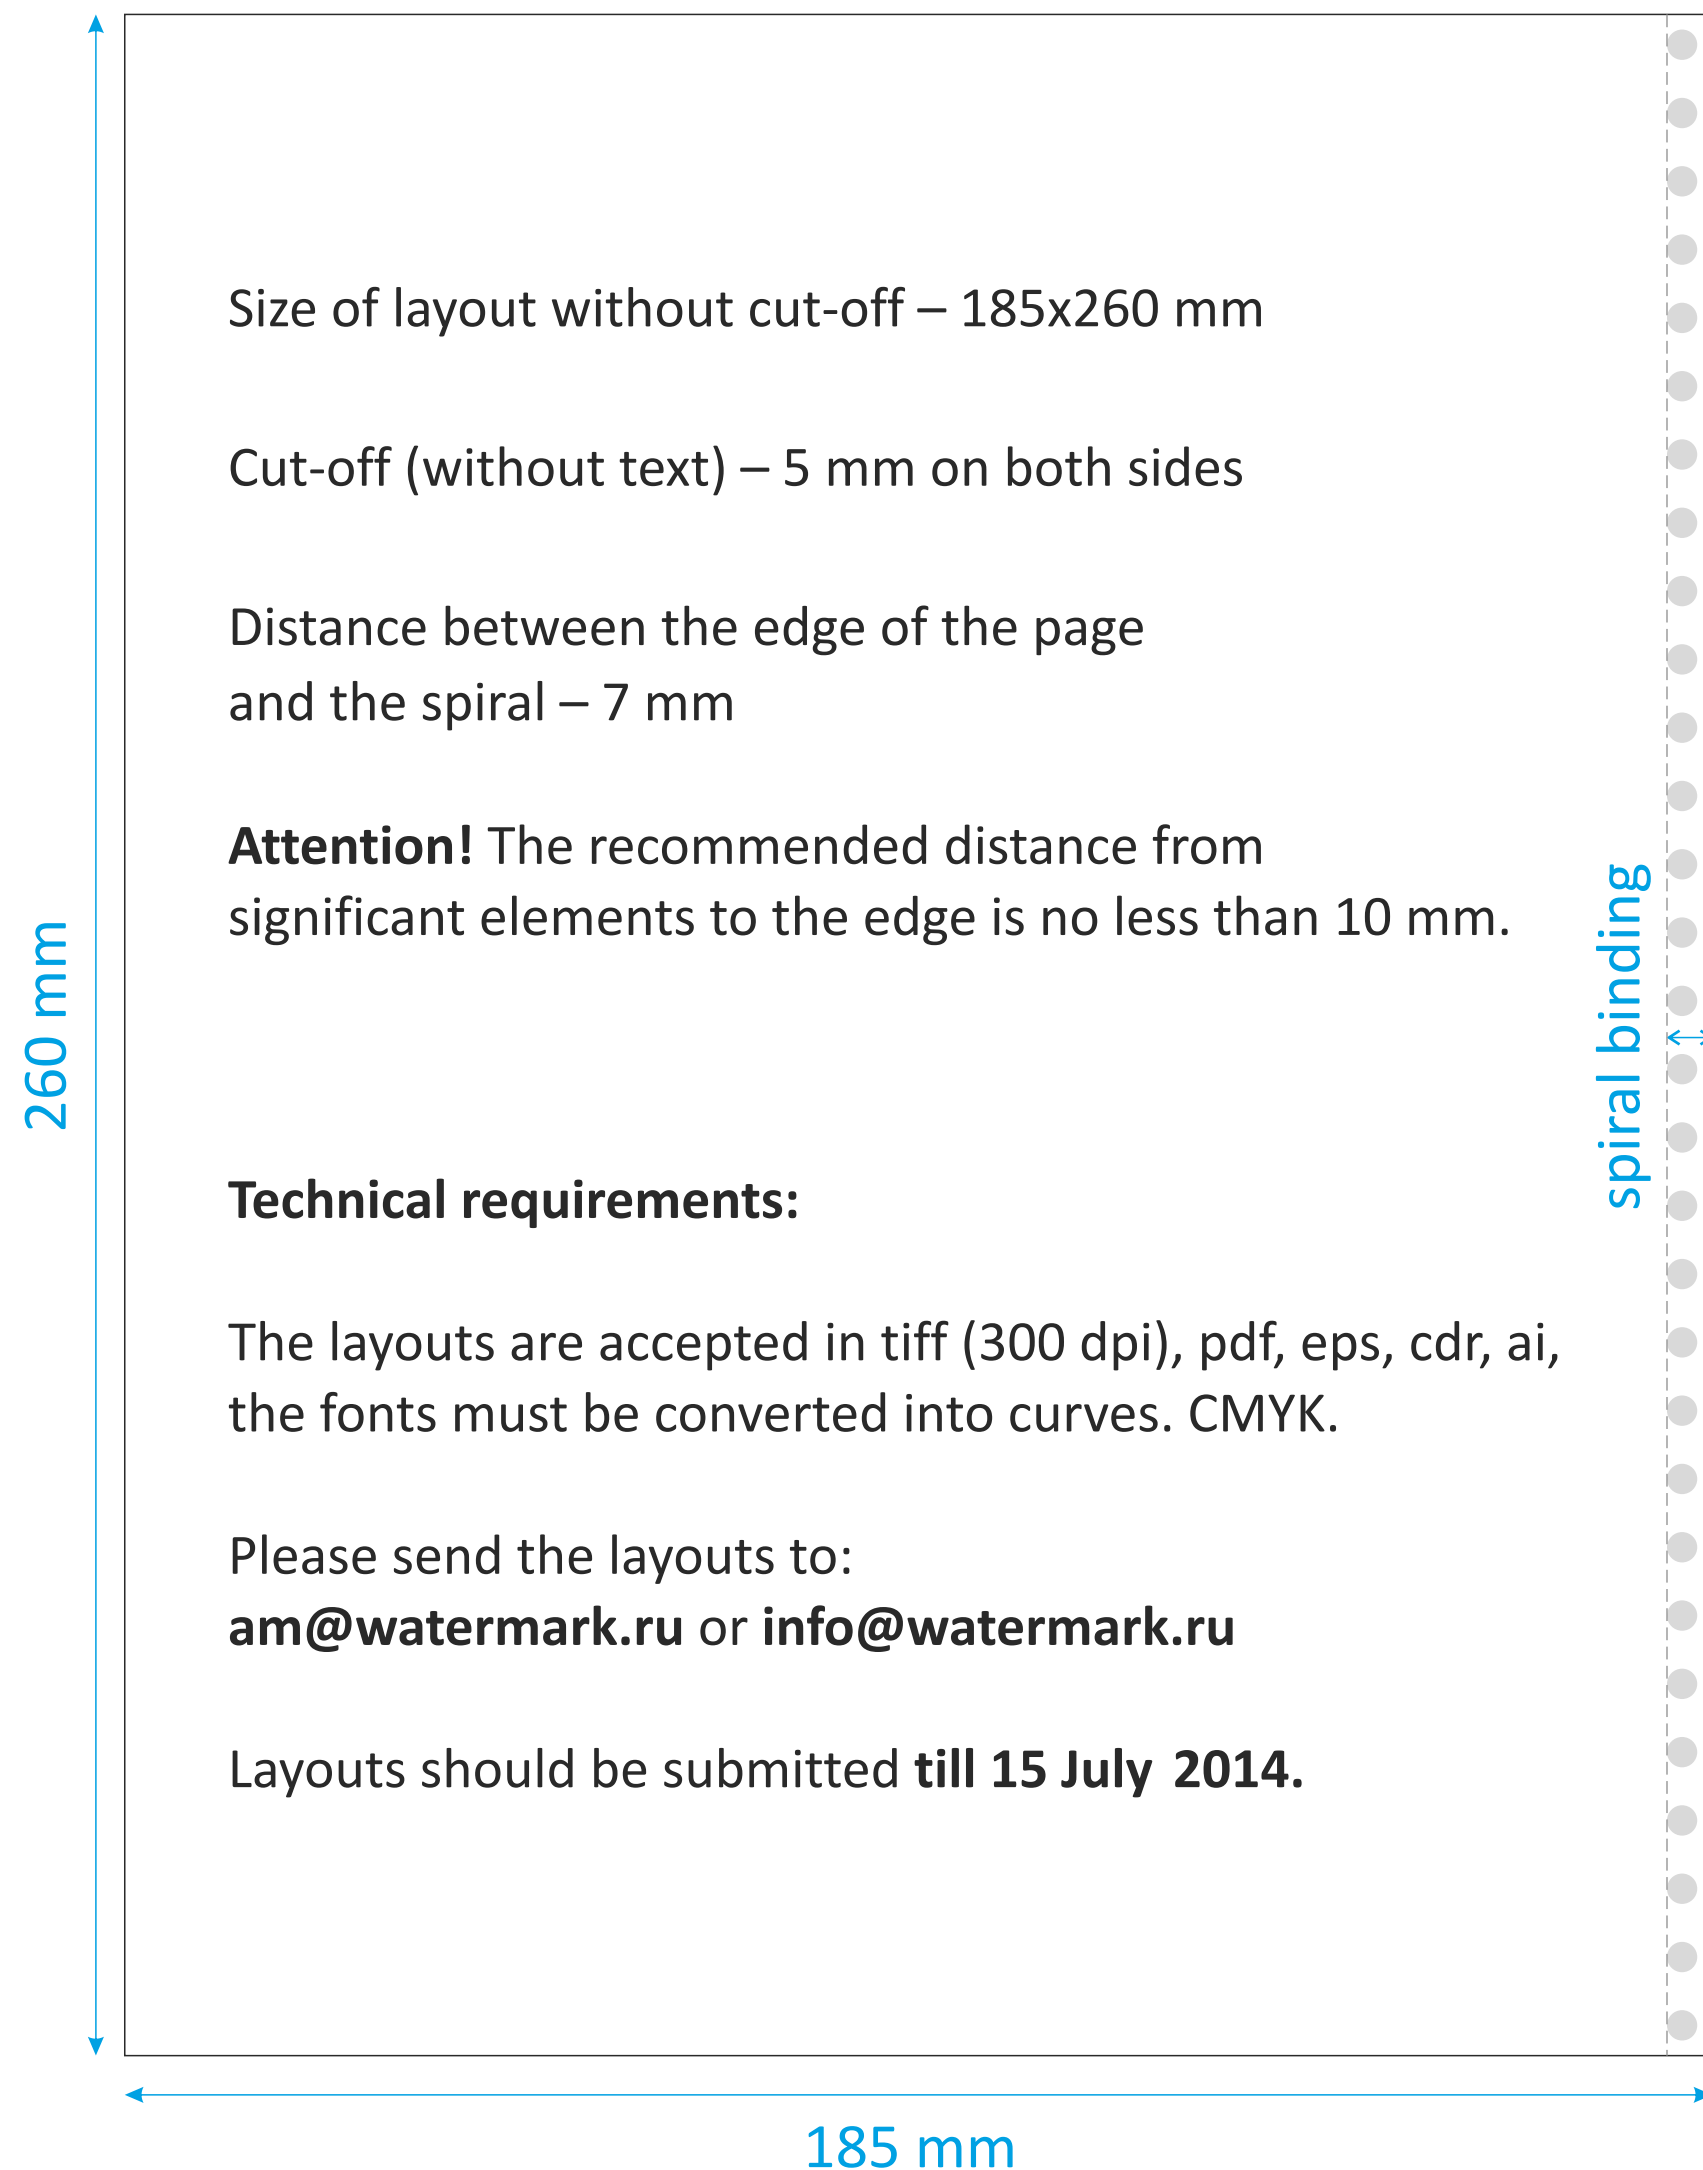 Size of layout without cut-off – 185x260 mm
Cut-off (without text) – 5 mm on both sides
Distance between the edge of the page
and the spiral – 7 mm
Attention! The recommended distance from
significant elements to the edge is no less than 10 mm.
260 mm
spiral binding
Technical requirements:
The layouts are accepted in tiff (300 dpi), pdf, eps, cdr, ai,
the fonts must be converted into curves. CMYK.
Please send the layouts to:
am@watermark.ru or info@watermark.ru
Layouts should be submitted till 15 July 2014.
185 mm